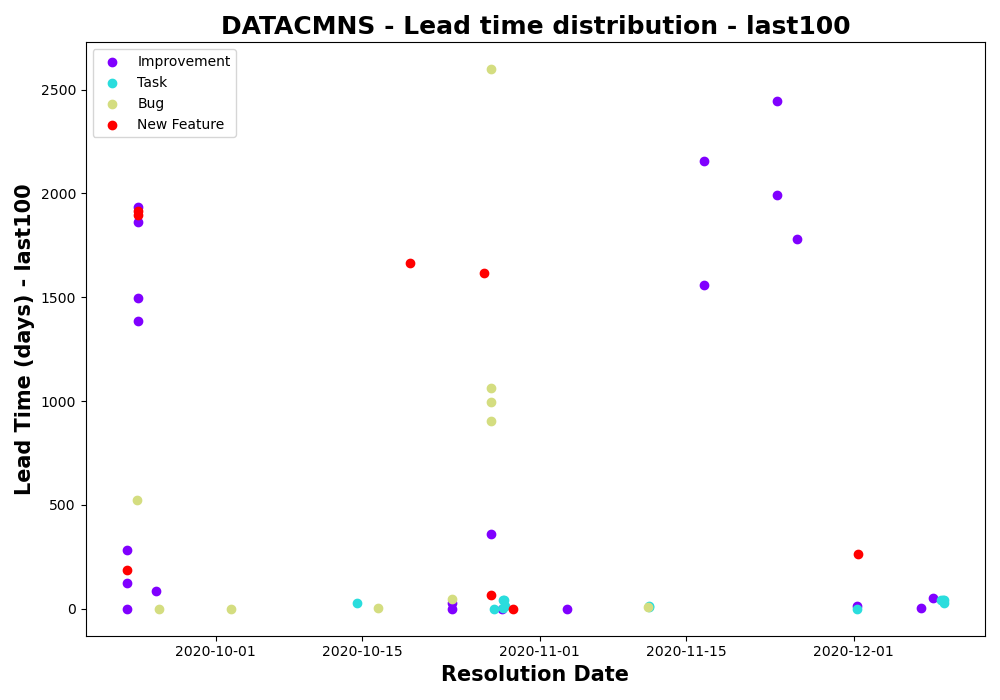 DATACMNS - Lead time distribution - last100
Improvement
Task
Bug
New Feature
Lead Time (days) - last100
2500
2000
1500
1000
500
0
2020-10-01
2020-10-15
2020-11-01
2020-11-15
2020-12-01
Resolution Date